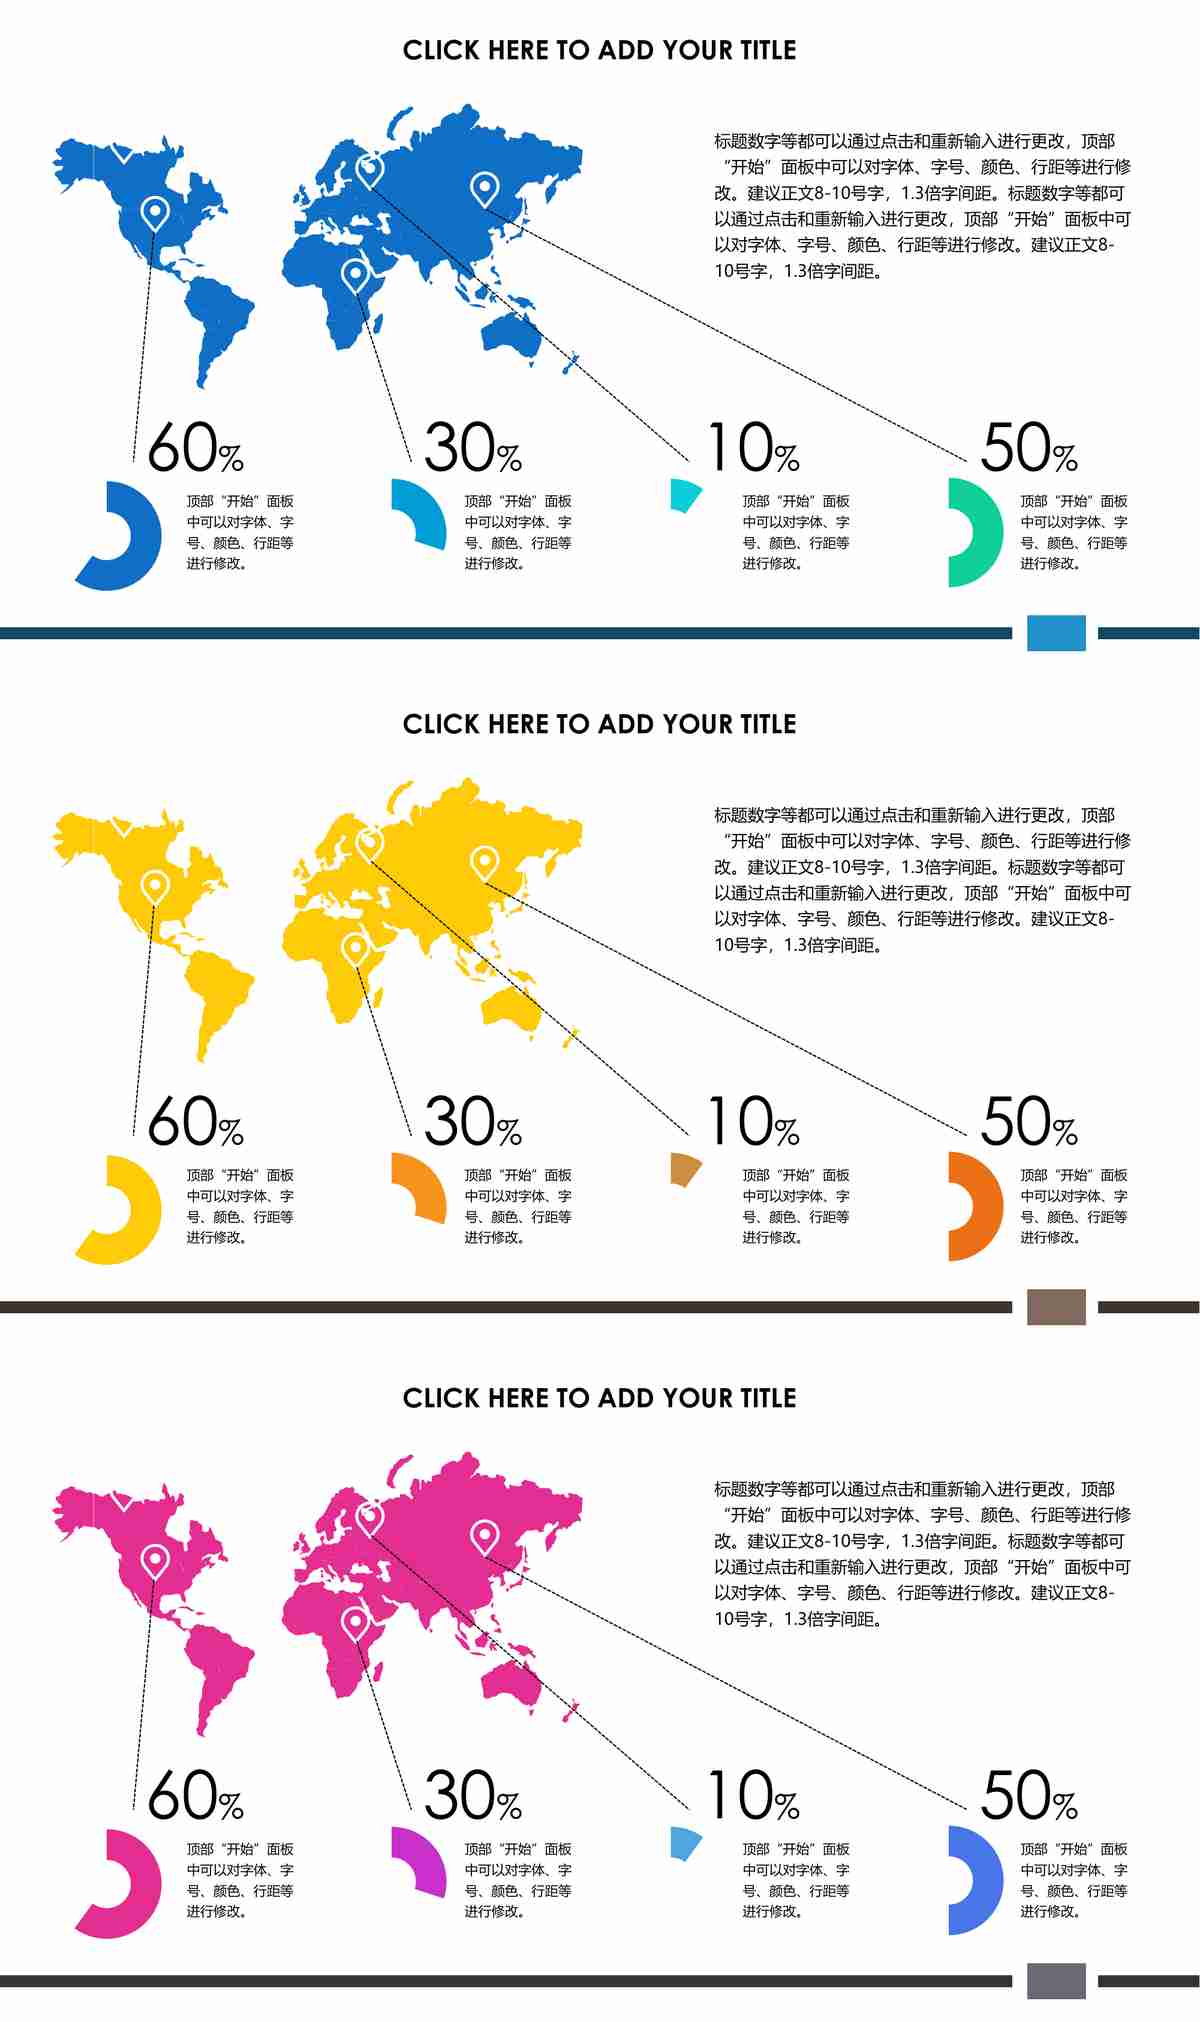 CLICK HERE TO ADD YOUR TITLE
标题数字等都可以通过点击和重新输入进行更改，顶部
“开始”面板中可以对字体、字号、颜色、行距等进行修
改。建议正文8-10号字，1.3倍字间距。标题数字等都可
以通过点击和重新输入进行更改，顶部“开始”面板中可
以对字体、字号、颜色、行距等进行修改。建议正文8-
10号字，1.3倍字间距。
60%
顶部“开始”面板
中可以对字体、字
号、颜色、行距等
进行修改。
30%
顶部“开始”面板
中可以对字体、字
号、颜色、行距等
进行修改。
10%
顶部“开始”面板
中可以对字体、字
号、颜色、行距等
进行修改。
50%
顶部“开始”面板
中可以对字体、字
号、颜色、行距等
进行修改。
CLICK HERE TO ADD YOUR TITLE
标题数字等都可以通过点击和重新输入进行更改，顶部
“开始”面板中可以对字体、字号、颜色、行距等进行修
改。建议正文8-10号字，1.3倍字间距。标题数字等都可
以通过点击和重新输入进行更改，顶部“开始”面板中可
以对字体、字号、颜色、行距等进行修改。建议正文8-
10号字，1.3倍字间距。
60%
顶部“开始”面板
中可以对字体、字
号、颜色、行距等
进行修改。
30%
顶部“开始”面板
中可以对字体、字
号、颜色、行距等
进行修改。
10%
顶部“开始”面板
中可以对字体、字
号、颜色、行距等
进行修改。
50%
顶部“开始”面板
中可以对字体、字
号、颜色、行距等
进行修改。
CLICK HERE TO ADD YOUR TITLE
标题数字等都可以通过点击和重新输入进行更改，顶部
“开始”面板中可以对字体、字号、颜色、行距等进行修
改。建议正文8-10号字，1.3倍字间距。标题数字等都可
以通过点击和重新输入进行更改，顶部“开始”面板中可
以对字体、字号、颜色、行距等进行修改。建议正文8-
10号字，1.3倍字间距。
60%
顶部“开始”面板
中可以对字体、字
号、颜色、行距等
进行修改。
30%
顶部“开始”面板
中可以对字体、字
号、颜色、行距等
进行修改。
10%
顶部“开始”面板
中可以对字体、字
号、颜色、行距等
进行修改。
50%
顶部“开始”面板
中可以对字体、字
号、颜色、行距等
进行修改。